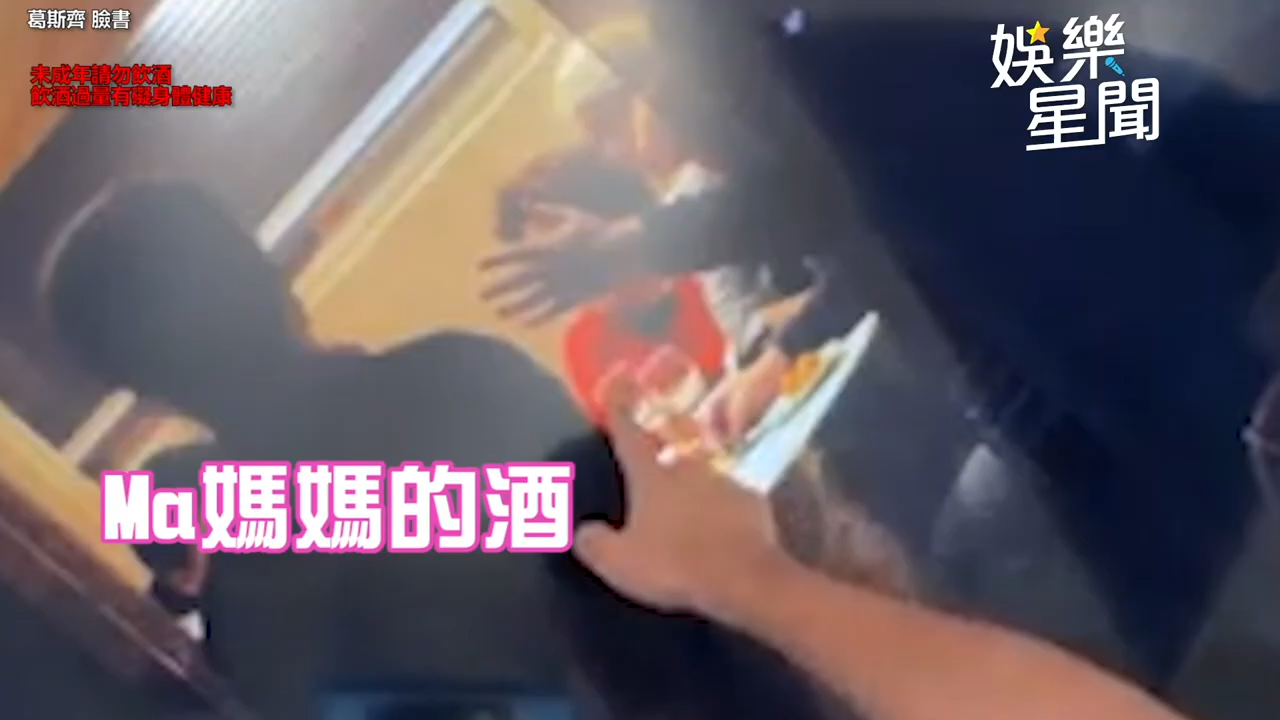 葛斯齊 臉書
未成年請勿飲酒
飲酒過量有礙身體健康
娛樂
星聞
Ma媽媽的酒